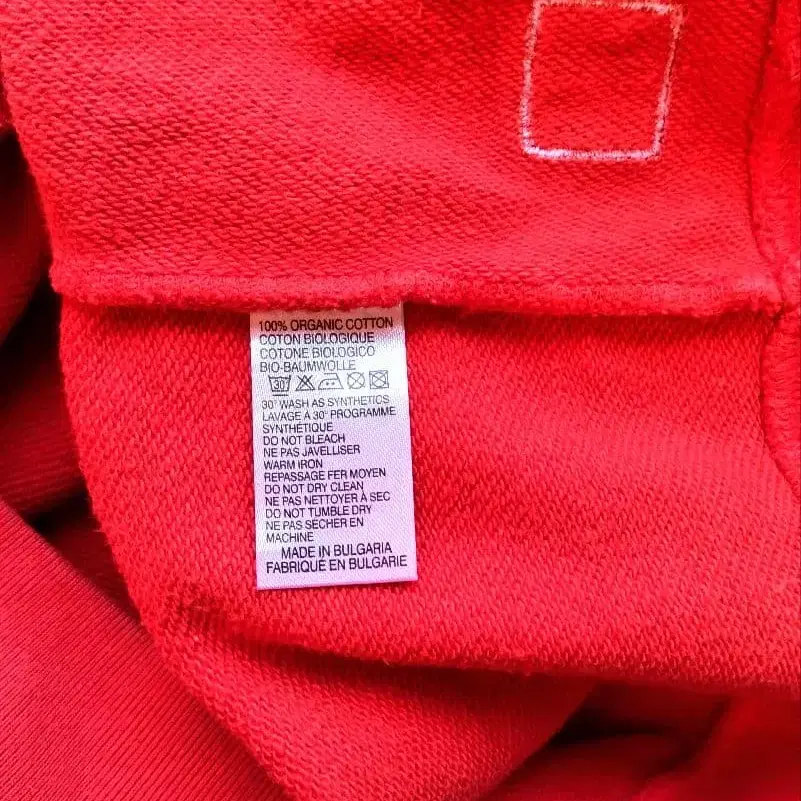 100% ORGANIC COTTON
COTON BIOLOGIQUE
COTONE BIOLOGICO
BIO-BAUMWOLLE
30°
30° WASH AS SYNTHETICS
LAVAGE À 30° PROGRAMME
SYNTHÉTIQUE
DO NOT BLEACH
NE PAS JAVELLISER
WARM IRON
REPASSAGE FER MOYEN
DO NOT DRY CLEAN
NE PAS NETTOYER À SEC
DO NOT TUMBLE DRY
NE PAS SÉCHER EN
MACHINE
MADE IN BULGARIA
FABRIQUÉ EN BULGARIE